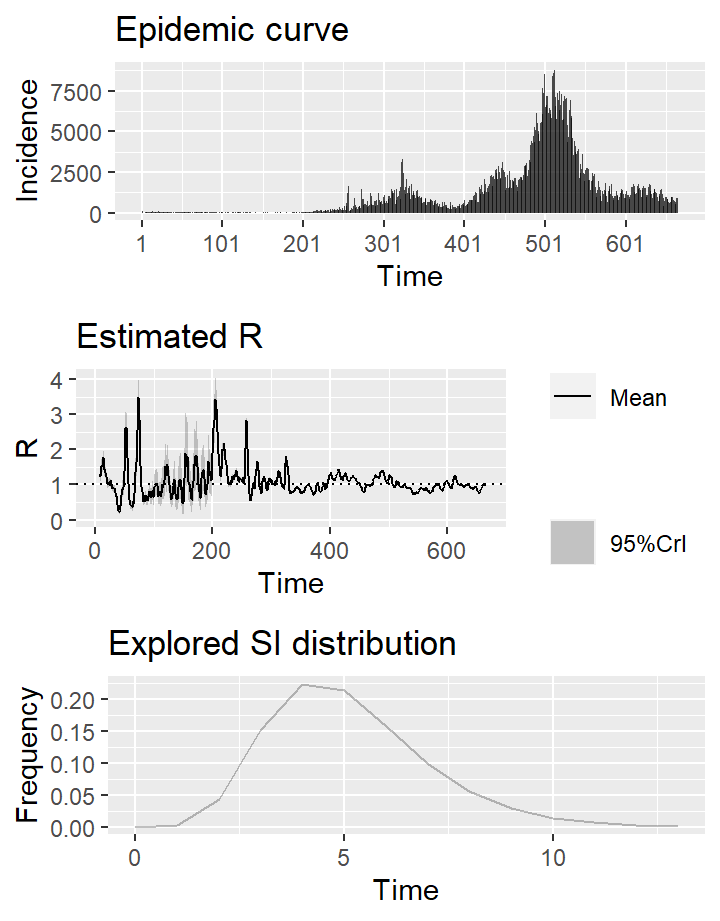 Epidemic curve
Incidence
7500
5000
2500
0
1 101 201 301 401 501 601
Time
Estimated R
R
4
3
2
1
0
0 200 400 600
Time
Mean
95%CrI
Explored SI distribution
Frequency
0.20
0.15
0.10
0.05
0.00
0 5 10
Time